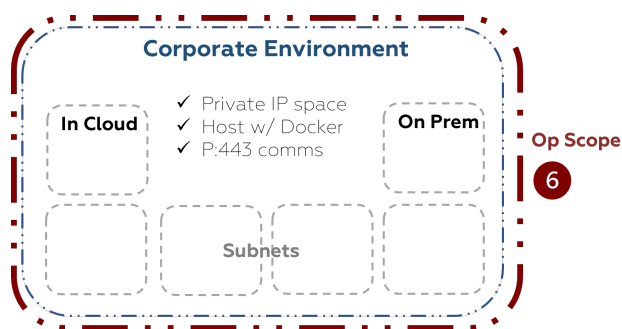 Corporate Environment
✓ Private IP space
✓ Host w/ Docker
✓ P:443 comms
In Cloud
On Prem
Op Scope
6
Subnets